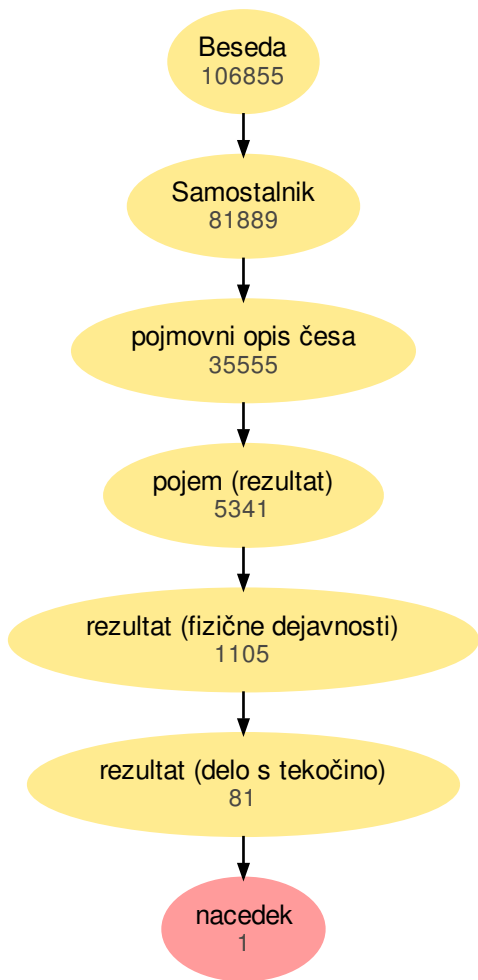 Beseda
106855
Samostalnik
81889
pojmovni opis česa
35555
pojem (rezultat)
5341
rezultat (fizične dejavnosti)
1105
rezultat (delo s tekočino)
81
nacedek
1